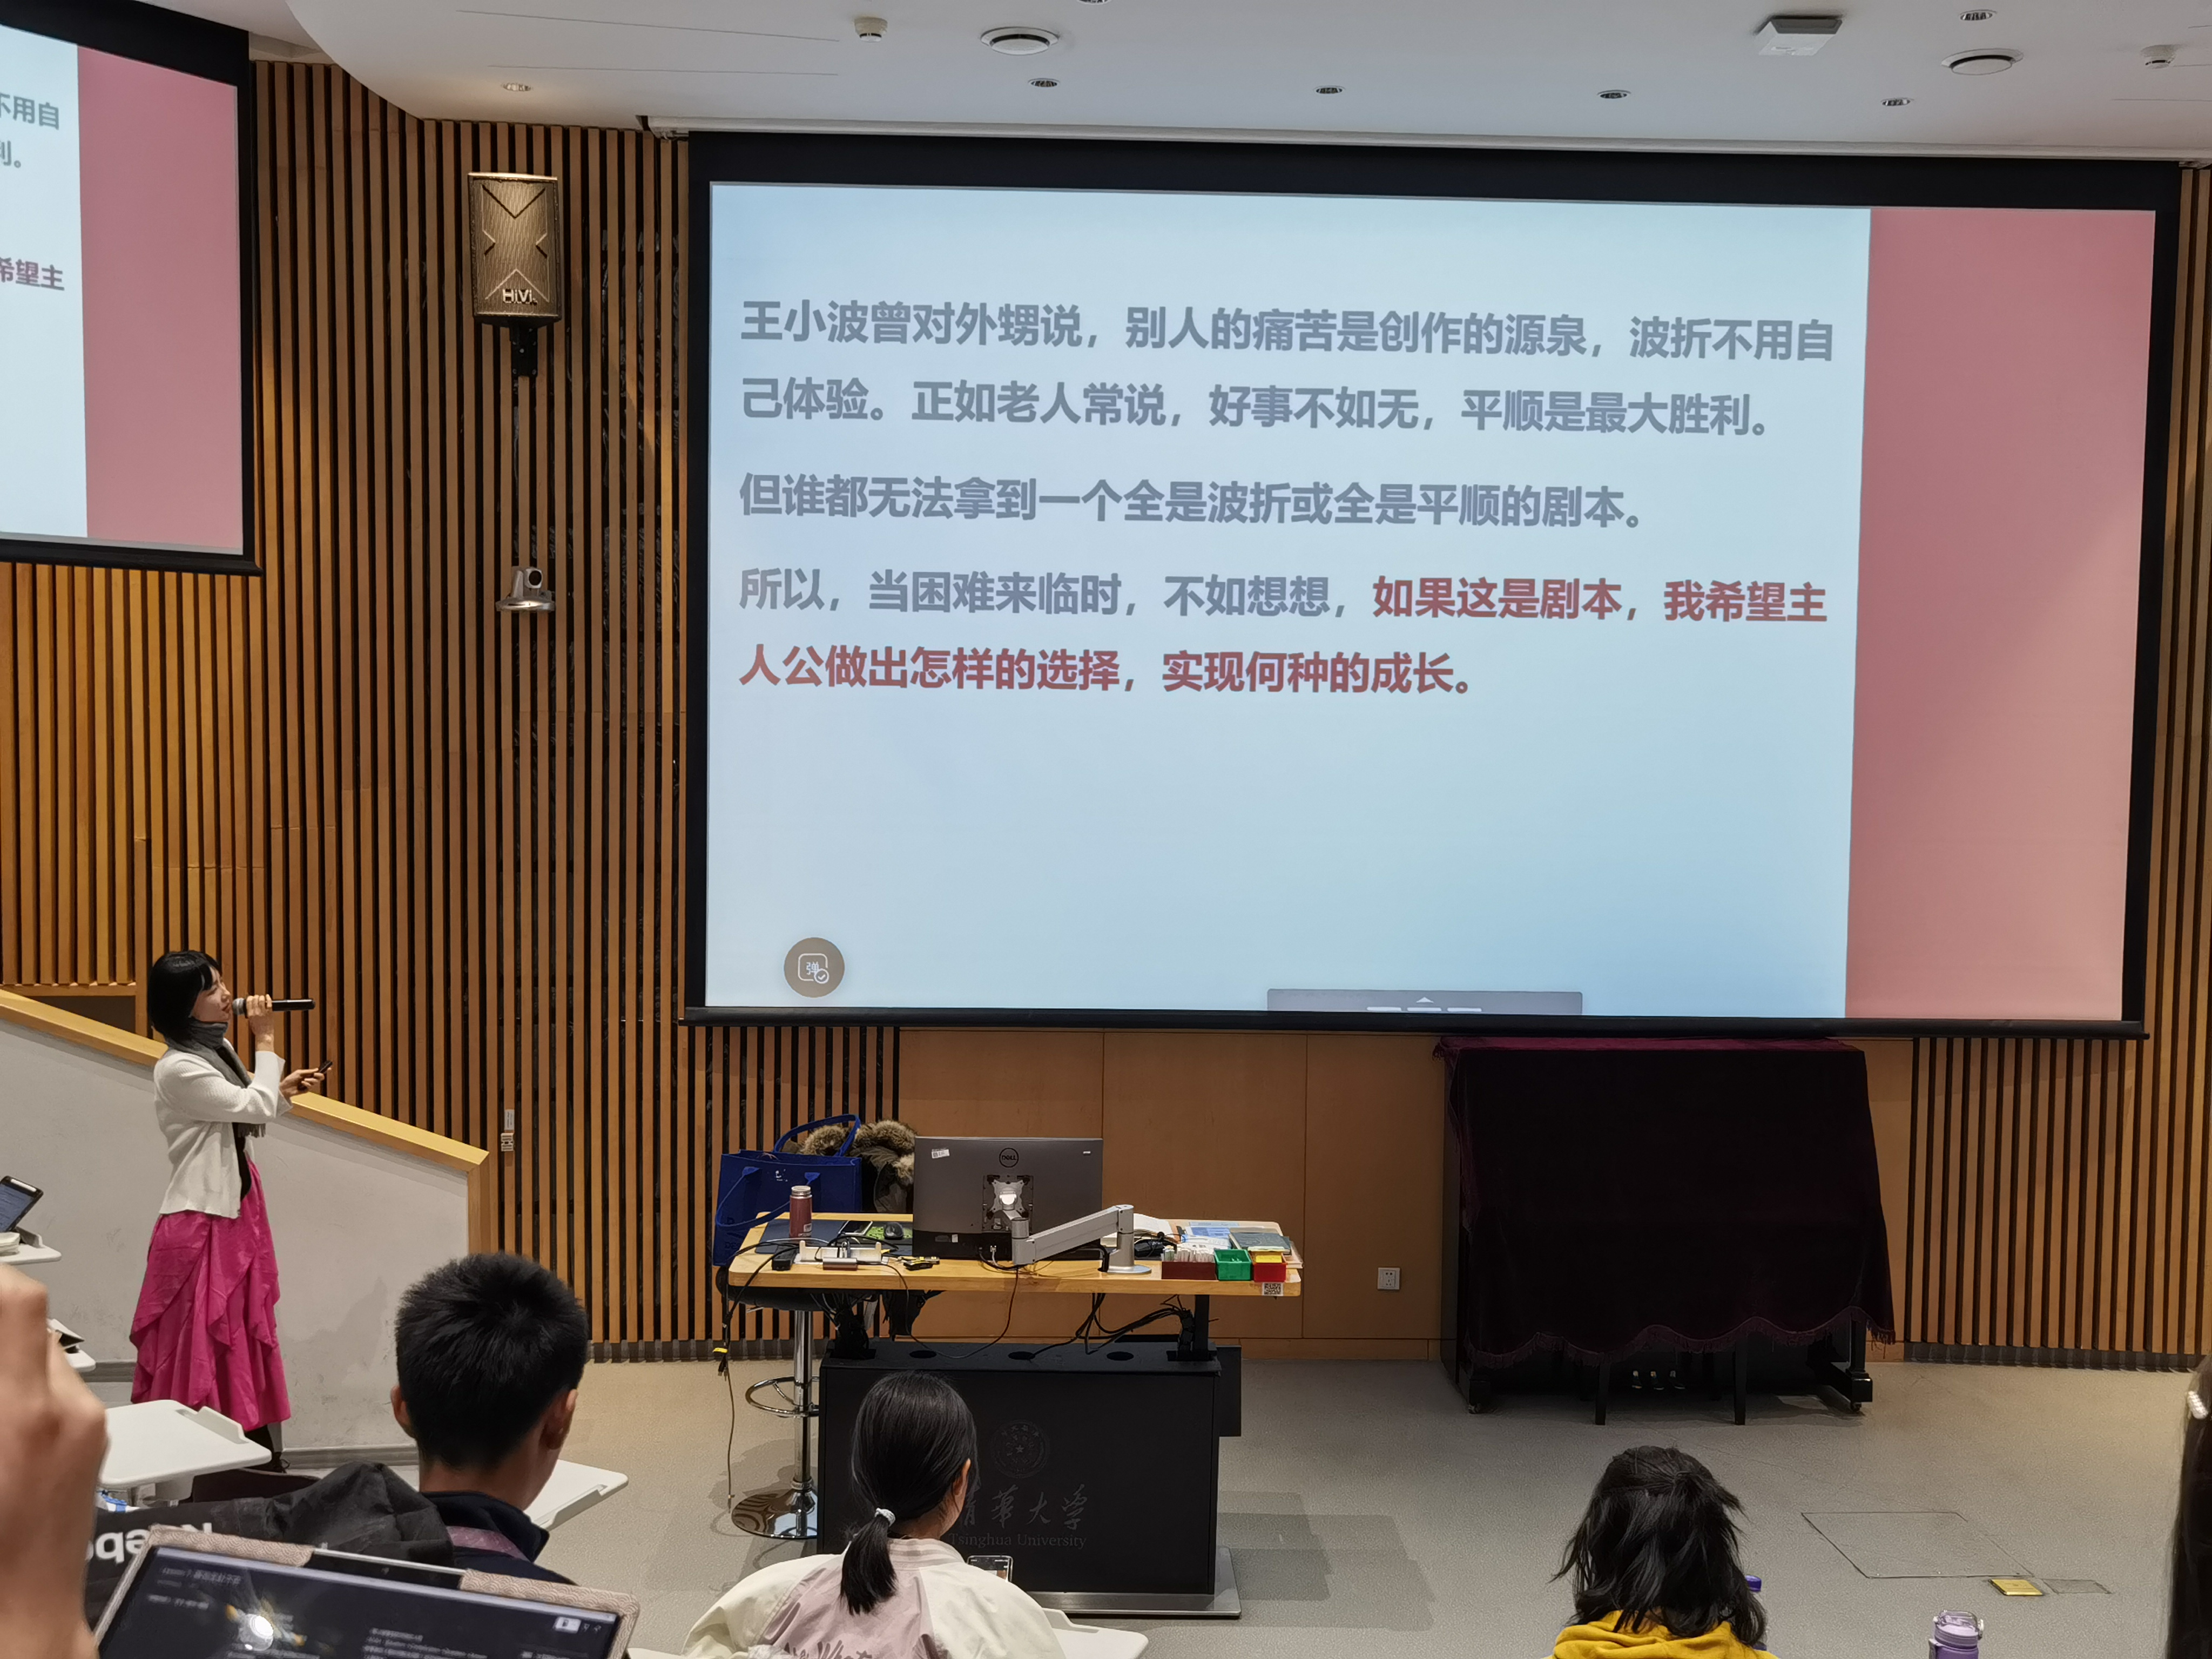 不用自
利。
希望主
HiVi
王小波曾对外甥说，别人的痛苦是创作的源泉，波折不用自
己体验。正如老人常说，好事不如无，平顺是最大胜利。
但谁都无法拿到一个全是波折或全是平顺的剧本。
所以，当困难来临时，不如想想，如果这是剧本，我希望主
人公做出怎样的选择，实现何种的成长。
弹
DELL
清華大学
Tsinghua University